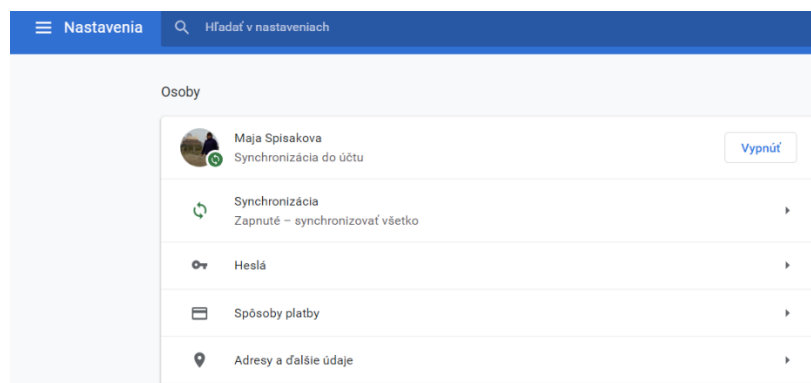 Nastavenia
Hľadať v nastaveniach
Osoby
Maja Spisakova
Synchronizácia do účtu
Vypnúť
Synchronizácia
Zapnuté – synchronizovať všetko
Heslá
Spôsoby platby
Adresy a ďalšie údaje